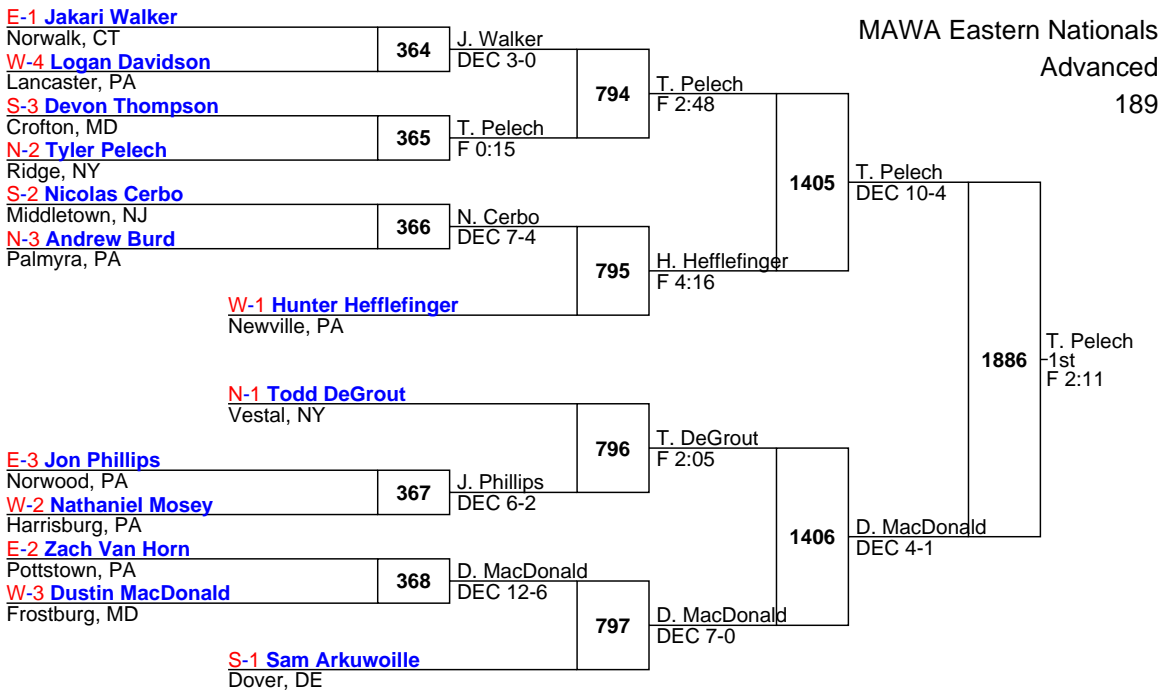 MAWA Eastern Nationals
Advanced
189
E-1 Jakari Walker
Norwalk, CT
W-4 Logan Davidson
Lancaster, PA
S-3 Devon Thompson
Crofton, MD
N-2 Tyler Pelech
Ridge, NY
S-2 Nicolas Cerbo
Middletown, NJ
N-3 Andrew Burd
Palmyra, PA
W-1 Hunter Hefflefinger
Newville, PA
N-1 Todd DeGrout
Vestal, NY
E-3 Jon Phillips
Norwood, PA
W-2 Nathaniel Mosey
Harrisburg, PA
E-2 Zach Van Horn
Pottstown, PA
W-3 Dustin MacDonald
Frostburg, MD
S-1 Sam Arkuwoille
Dover, DE
364
J. Walker
DEC 3-0
365
T. Pelech
F 0:15
366
N. Cerbo
DEC 7-4
367
J. Phillips
DEC 6-2
368
D. MacDonald
DEC 12-6
794
T. Pelech
F 2:48
795
H. Hefflefinger
F 4:16
796
T. DeGrout
F 2:05
797
D. MacDonald
DEC 7-0
1405
T. Pelech
DEC 10-4
1406
D. MacDonald
DEC 4-1
1886
T. Pelech
1st
F 2:11